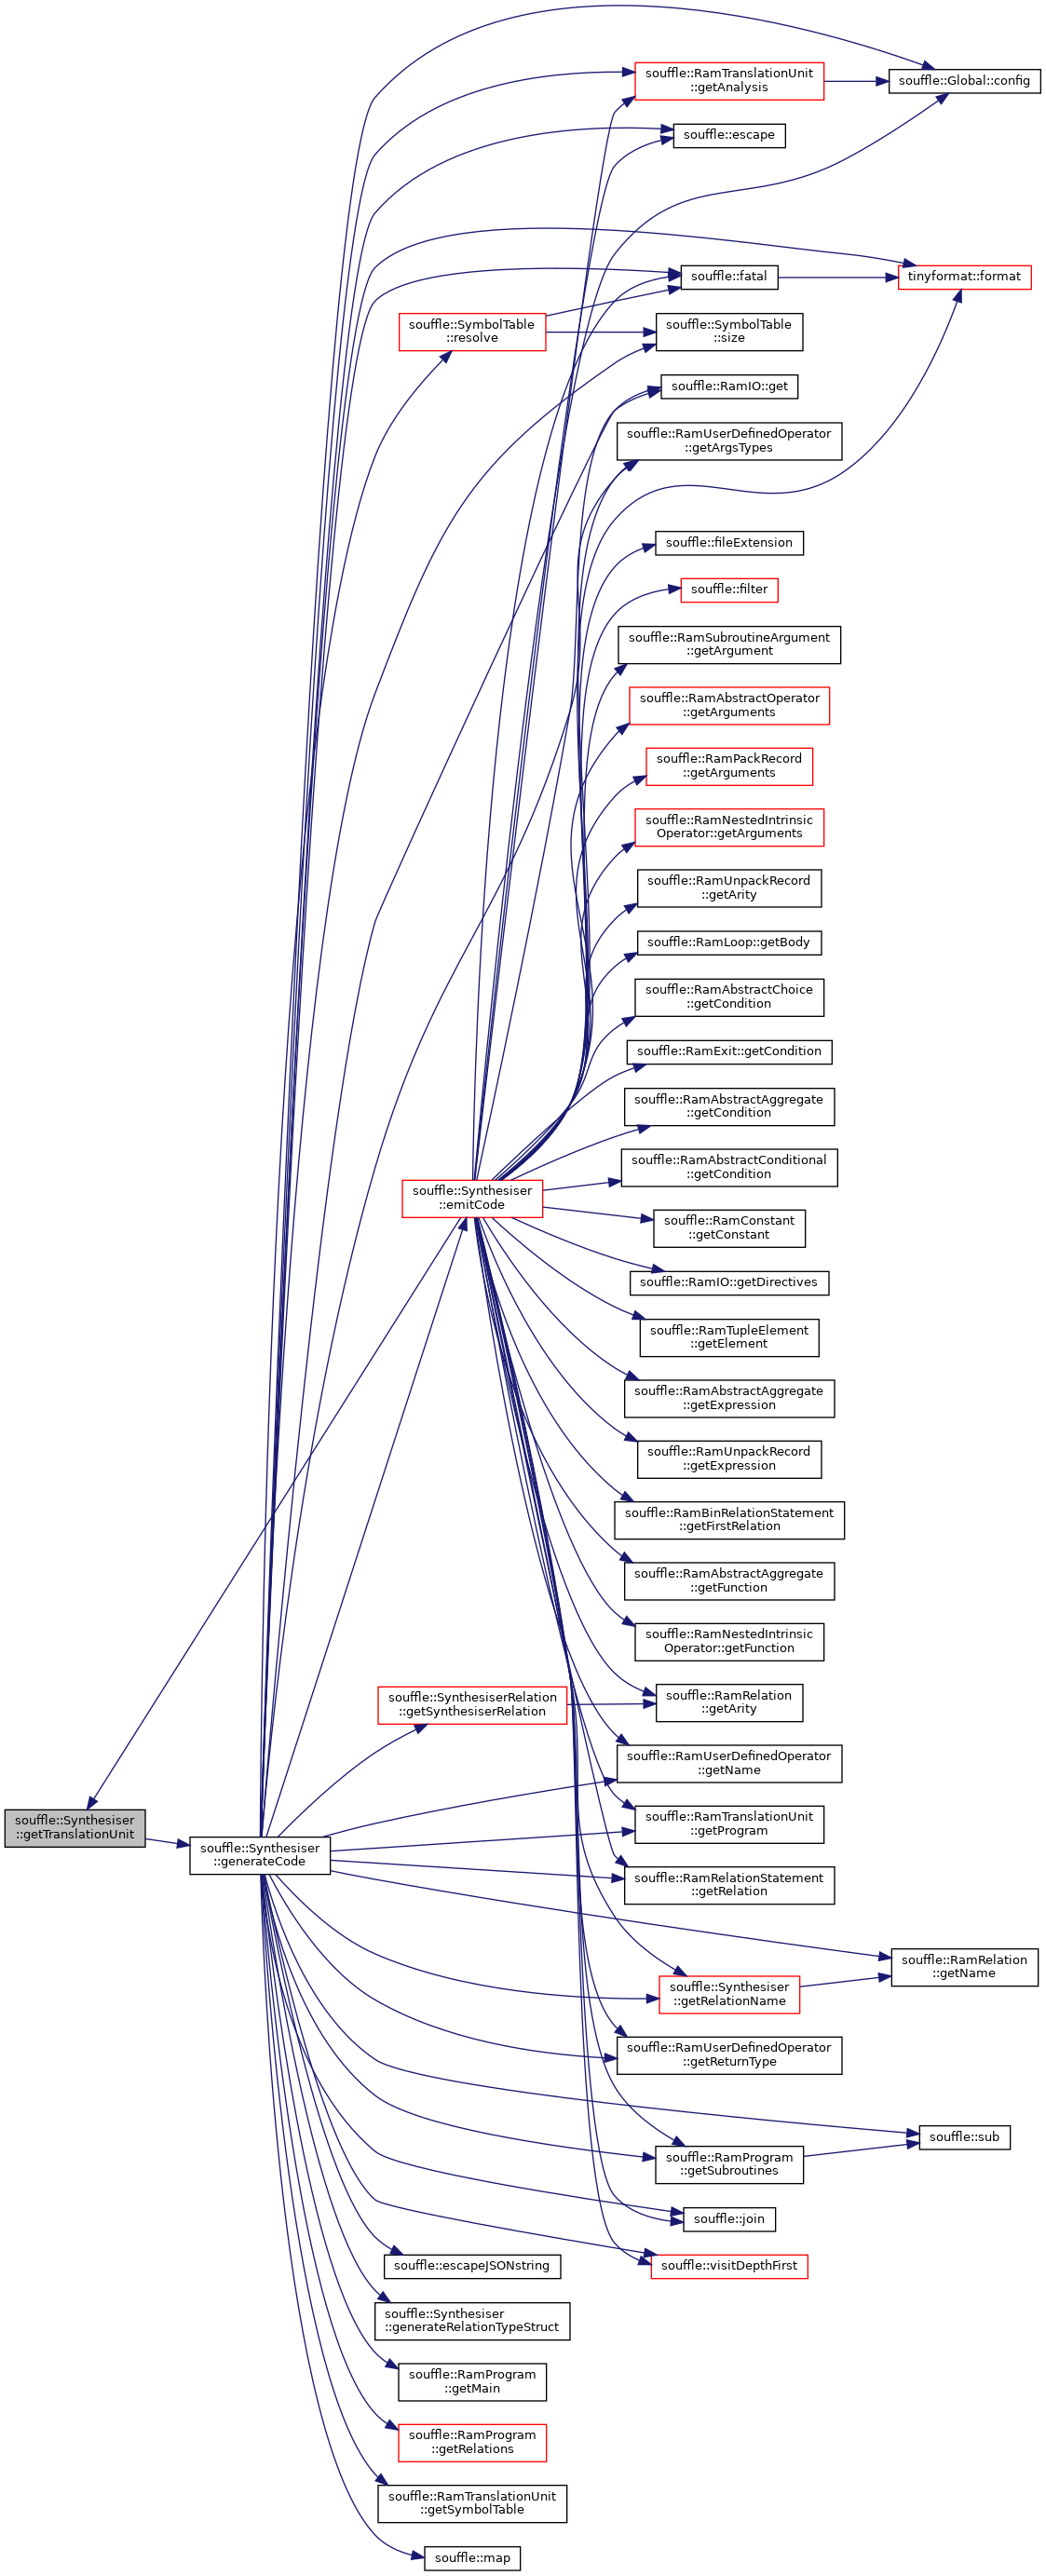 souffle::Global::config
souffle::RamTranslationUnit
::getAnalysis
souffle::escape
souffle::fatal
tinyformat::format
souffle::SymbolTable
::resolve
souffle::SymbolTable
::size
souffle::RamIO::get
souffle::RamUserDefinedOperator
::getArgsTypes
souffle::fileExtension
souffle::filter
souffle::RamSubroutineArgument
::getArgument
souffle::RamAbstractOperator
::getArguments
souffle::RamPackRecord
::getArguments
souffle::RamNestedIntrinsic
Operator::getArguments
souffle::RamUnpackRecord
::getArity
souffle::RamLoop::getBody
souffle::RamAbstractChoice
::getCondition
souffle::RamExit::getCondition
souffle::RamAbstractAggregate
::getCondition
souffle::RamAbstractConditional
::getCondition
souffle::Synthesiser
::emitCode
souffle::RamConstant
::getConstant
souffle::RamIO::getDirectives
souffle::RamTupleElement
::getElement
souffle::RamAbstractAggregate
::getExpression
souffle::RamUnpackRecord
::getExpression
souffle::RamBinRelationStatement
::getFirstRelation
souffle::RamAbstractAggregate
::getFunction
souffle::RamNestedIntrinsic
Operator::getFunction
souffle::SynthesiserRelation
::getSynthesiserRelation
souffle::RamRelation
::getArity
souffle::RamUserDefinedOperator
::getName
souffle::Synthesiser
::getTranslationUnit
souffle::RamTranslationUnit
::getProgram
souffle::Synthesiser
::generateCode
souffle::RamRelationStatement
::getRelation
souffle::RamRelation
::getName
souffle::Synthesiser
::getRelationName
souffle::RamUserDefinedOperator
::getReturnType
souffle::sub
souffle::RamProgram
::getSubroutines
souffle::join
souffle::escapeJSONstring
souffle::visitDepthFirst
souffle::Synthesiser
::generateRelationTypeStruct
souffle::RamProgram
::getMain
souffle::RamProgram
::getRelations
souffle::RamTranslationUnit
::getSymbolTable
souffle::map